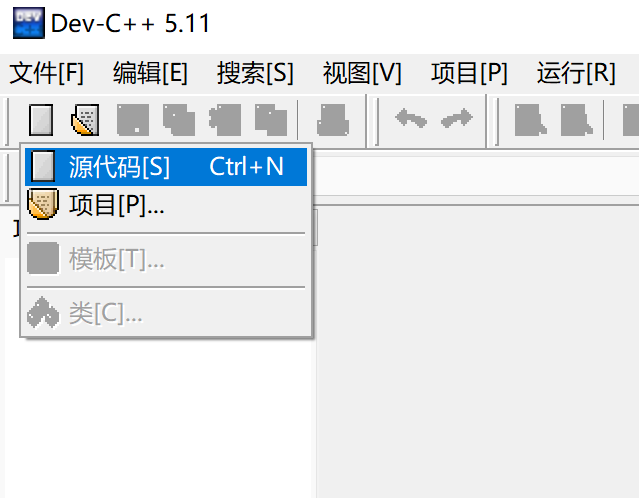 Dev-C++ 5.11
文件[F] 编辑[E] 搜索[S] 视图[V] 项目[P] 运行[R]
源代码[S] Ctrl+N
项目[P]...
模板[T]...
类[C]...